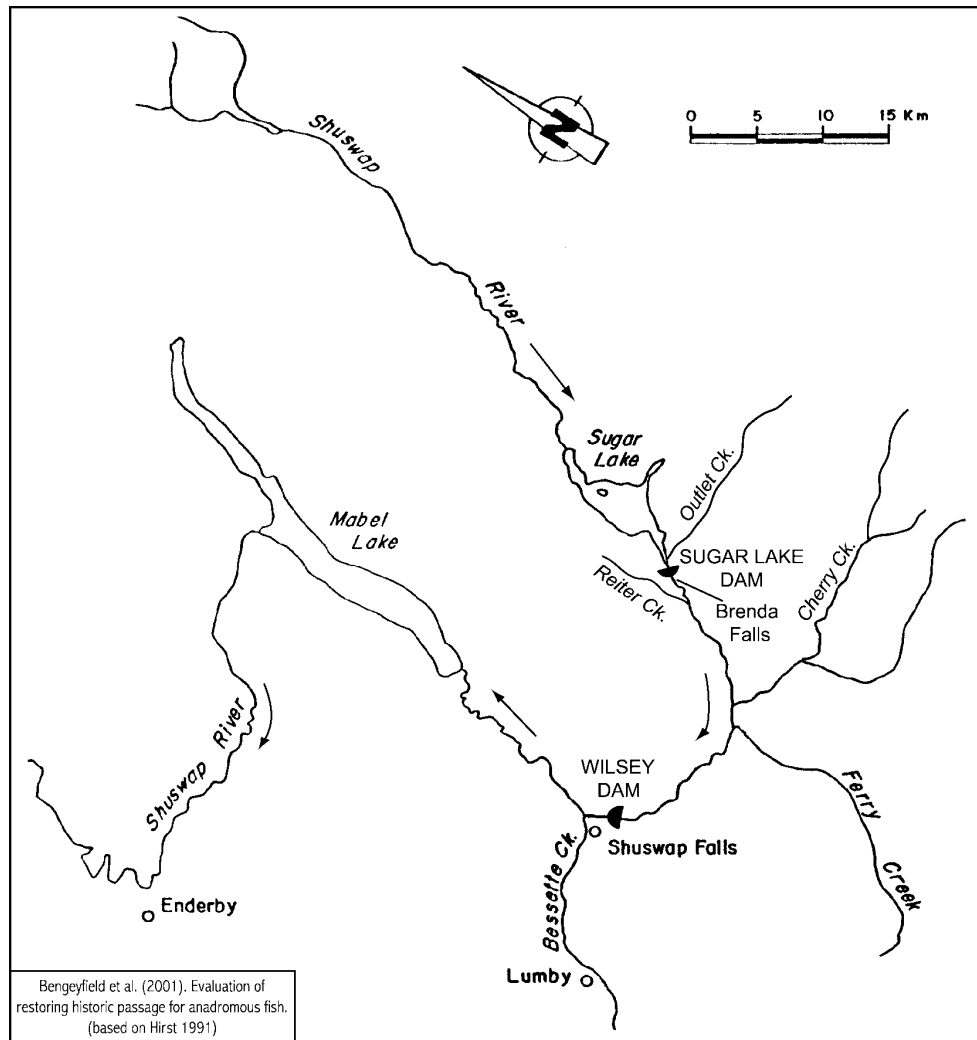 Shuswap
N
0 5 10 15 Km
River
Sugar
Lake
Outlet Ck.
Mabel
Lake
SUGAR LAKE
DAM
Reiter Ck.
Brenda
Falls
Cherry Ck.
Shuswap River
WILSEY
DAM
Shuswap Falls
Ferry
Creek
Bessette Ck.
Enderby
Lumby
Bengeyfield et al. (2001). Evaluation of
restoring historic passage for anadromous fish.
(based on Hirst 1991)